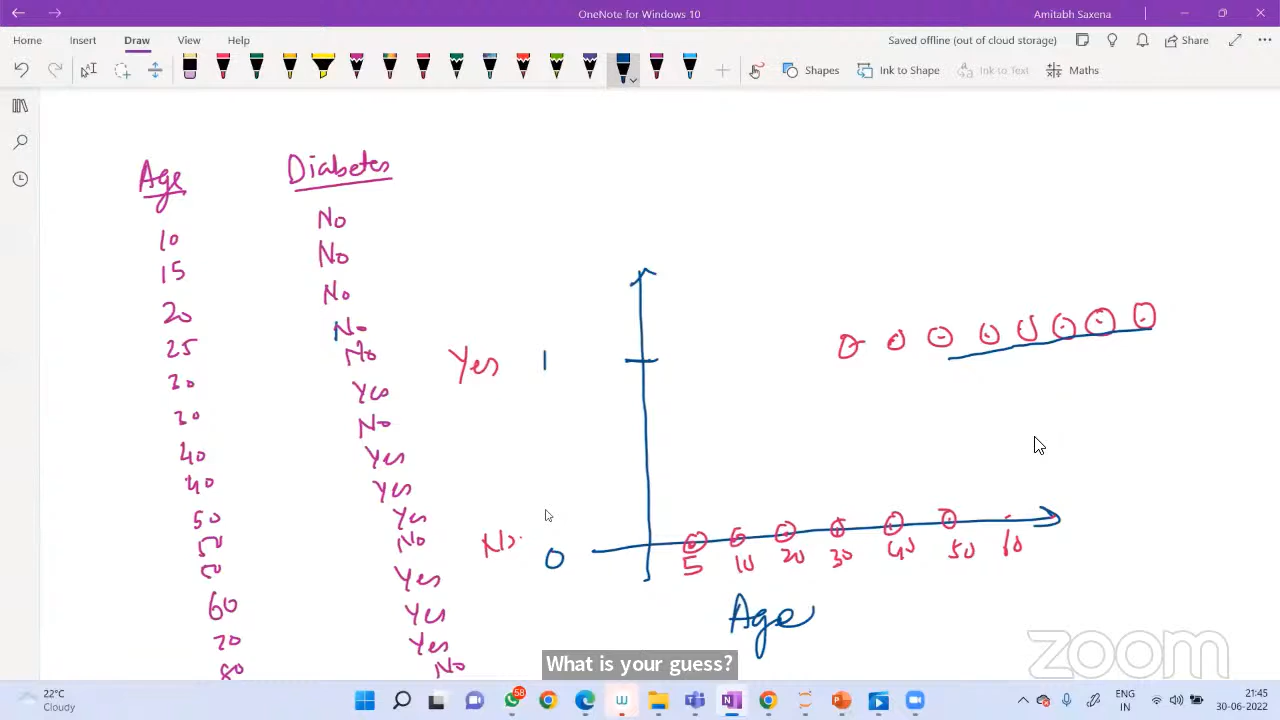 OneNote for Windows 10
Amitabh Saxena
Home Insert Draw View Help
Saved offline (out of cloud storage)
Share
Shapes
Ink to Shape
Ink to Text
Maths
Age Diabetes
10 No
15 No
20 No
25 No
No
Yes
No
40 Yes
40 Yes
50 Yes
50 No
Yes
60 Yes
70 Yes
80 No
Yes 1
No 0
5 10 20 30 40 50 60
Age
What is your guess?
zoom
22°C
Cloudy
58
ENG
IN
21:45
30-06-2022